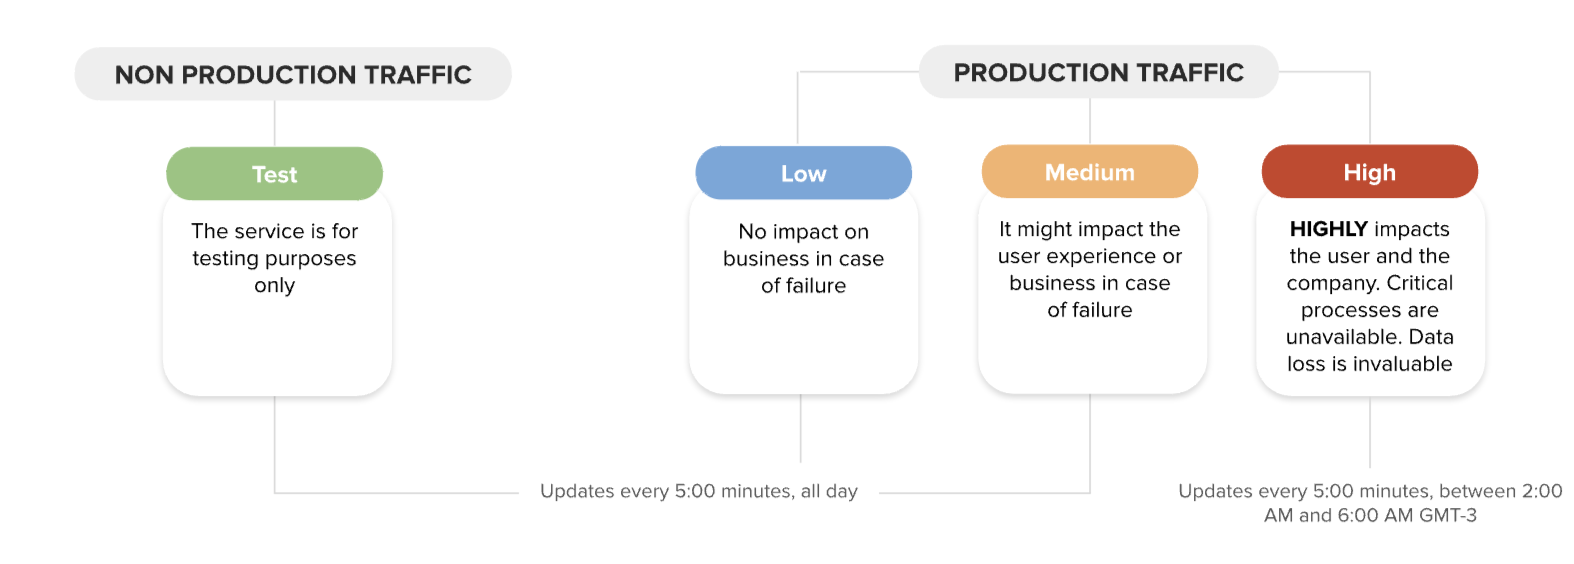 NON PRODUCTION TRAFFIC
Test
The service is for
testing purposes
only
PRODUCTION TRAFFIC
Low
No impact on
business in case
of failure
Medium
It might impact the
user experience or
business in case
of failure
High
HIGHLY impacts
the user and the
company. Critical
processes are
unavailable. Data
loss is invaluable
Updates every 5:00 minutes, all day
Updates every 5:00 minutes, between 2:00
AM and 6:00 AM GMT-3